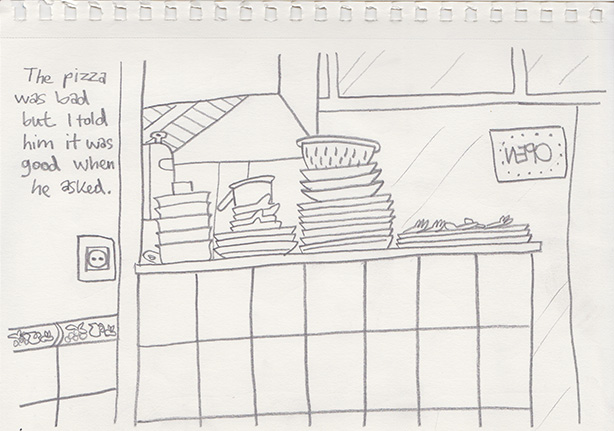 The pizza
was bad
but I told
him it was
good when
he asked.
OPEN